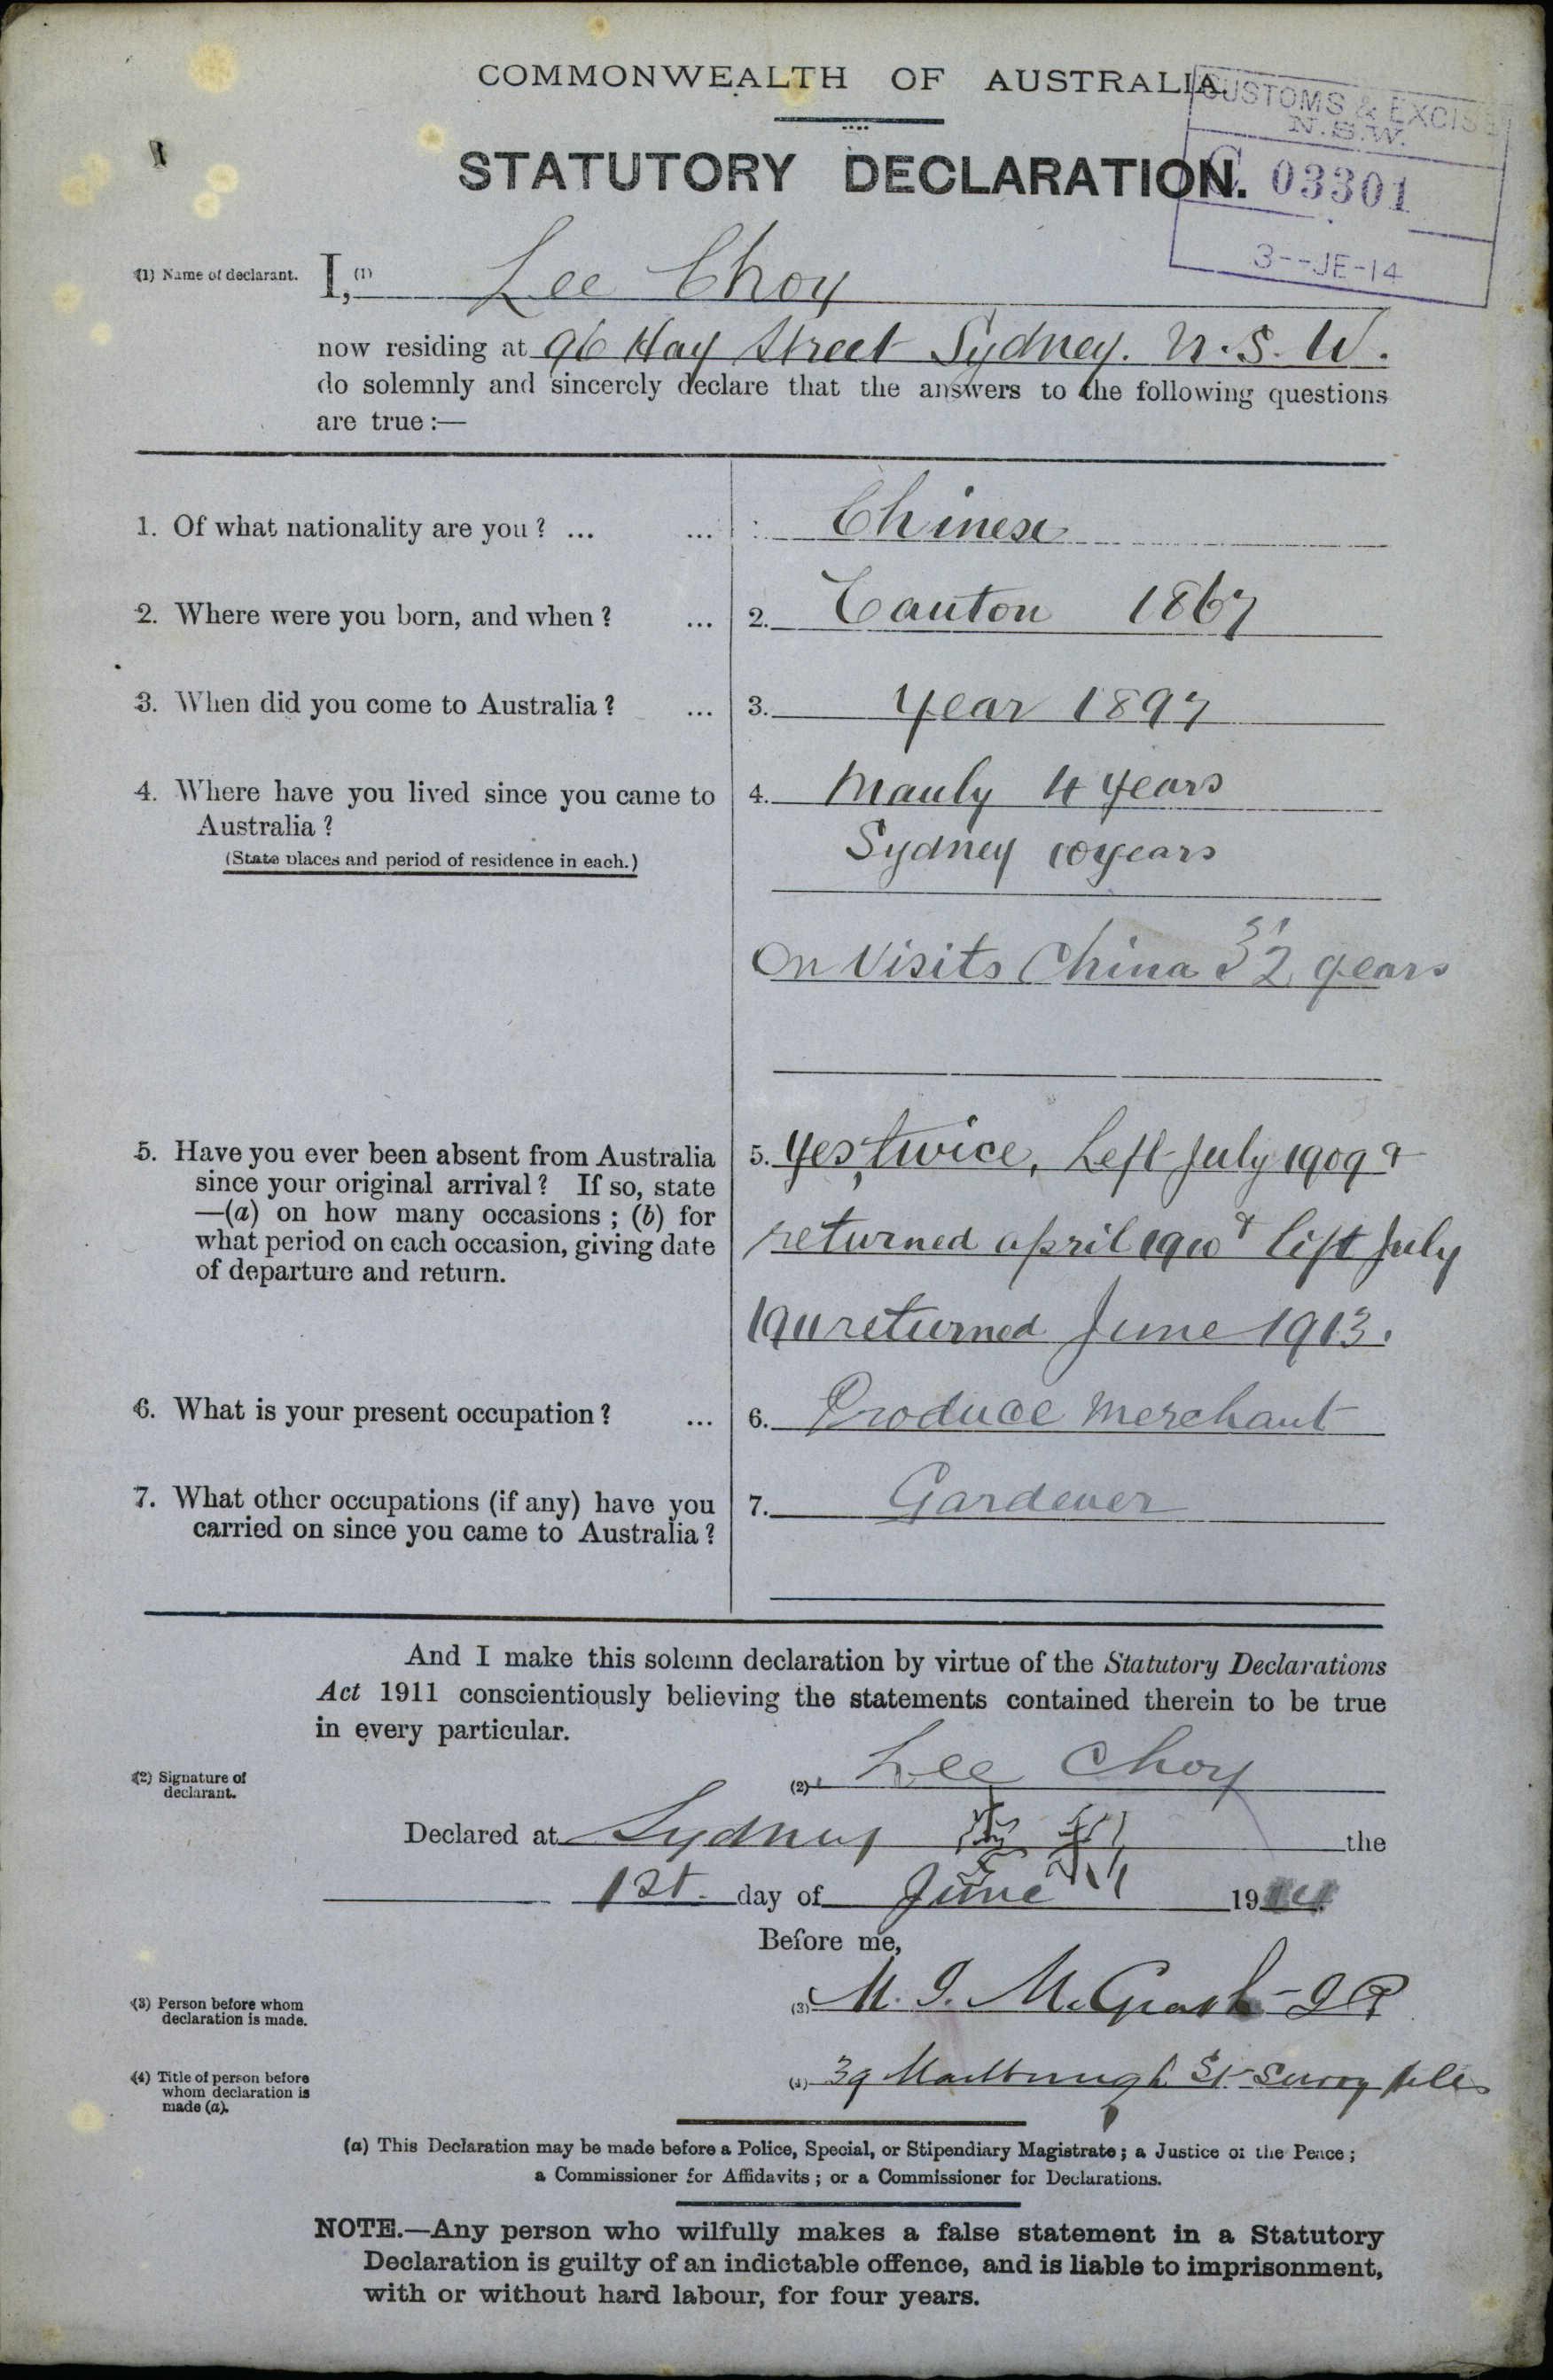 COMMONWEALTH OF AUSTRALIA.
CUSTOMS & EXCISE
N.S.W.
STATUTORY DECLARATION.
C 03301
3--JE-14
(1) Name of declarant. I,(1) Lee Choy
now residing at 96 Hay Street Sydney. N.S.W.
do solemnly and sincerely declare that the answers to the following questions
are true:—
1. Of what nationality are you? ... ... Chinese
2. Where were you born, and when? ... 2. Canton 1867
3. When did you come to Australia? ... 3. Year 1897
4. Where have you lived since you came to 4. Manly 4 years
Australia?
(State places and period of residence in each.) Sydney 10 years
On Visits China 3 2 years
5. Have you ever been absent from Australia 5. Yes, twice, Left July 1909 &
since your original arrival? If so, state
—(a) on how many occasions; (b) for
what period on each occasion, giving date returned april 1910 & left July
of departure and return.
1911 returned June 1913.
6. What is your present occupation? ... 6. Produce merchant
7. What other occupations (if any) have you 7. Gardener
carried on since you came to Australia?
And I make this solemn declaration by virtue of the Statutory Declarations
Act 1911 conscientiously believing the statements contained therein to be true
in every particular.
(2) Signature of
declarant. (2) Lee Choy
Declared at Sydney the
1st day of June 1914
Before me,
(3) Person before whom
declaration is made. (3) M. J. McGrath JP
(4) Title of person before
whom declaration is
made (a). (4) 39 Marlbrough St Surry Hills
(a) This Declaration may be made before a Police, Special, or Stipendiary Magistrate; a Justice of the Peace;
a Commissioner for Affidavits; or a Commissioner for Declarations.
NOTE.—Any person who wilfully makes a false statement in a Statutory
Declaration is guilty of an indictable offence, and is liable to imprisonment,
with or without hard labour, for four years.